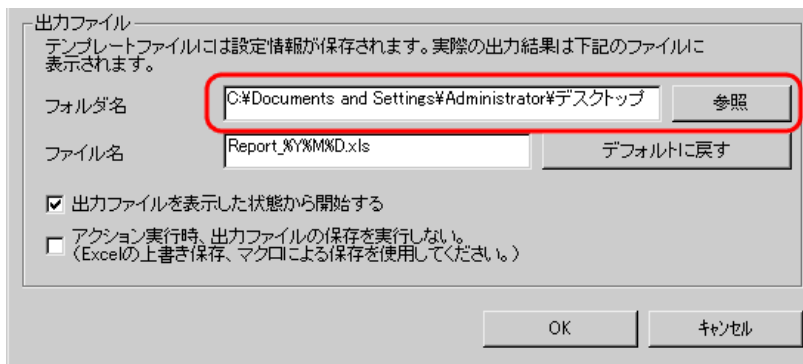 出力ファイル
テンプレートファイルには設定情報が保存されます。実際の出力結果は下記のファイルに
表示されます。
フォルダ名
C:¥Documents and Settings¥Administrator¥デスクトップ
参照
ファイル名
Report_%Y%M%D.xls
デフォルトに戻す
出力ファイルを表示した状態から開始する
アクション実行時、出力ファイルの保存を実行しない。
（Excelの上書き保存、マクロによる保存を使用してください。）
OK
キャンセル